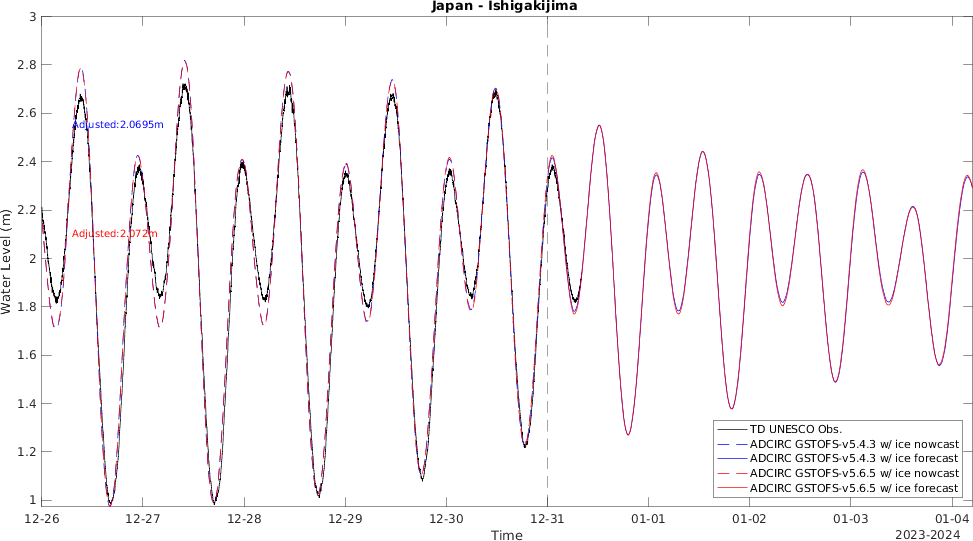 Japan - Ishigakijima
Water Level (m)
3
2.8
2.6
2.4
2.2
2
1.8
1.6
1.4
1.2
1
Adjusted:2.0695m
Adjusted:2.072m
TD UNESCO Obs.
ADCIRC GSTOFS-v5.4.3 w/ ice nowcast
ADCIRC GSTOFS-v5.4.3 w/ ice forecast
ADCIRC GSTOFS-v5.6.5 w/ ice nowcast
ADCIRC GSTOFS-v5.6.5 w/ ice forecast
12-26 12-27 12-28 12-29 12-30 12-31 01-01 01-02 01-03 01-04
Time
2023-2024